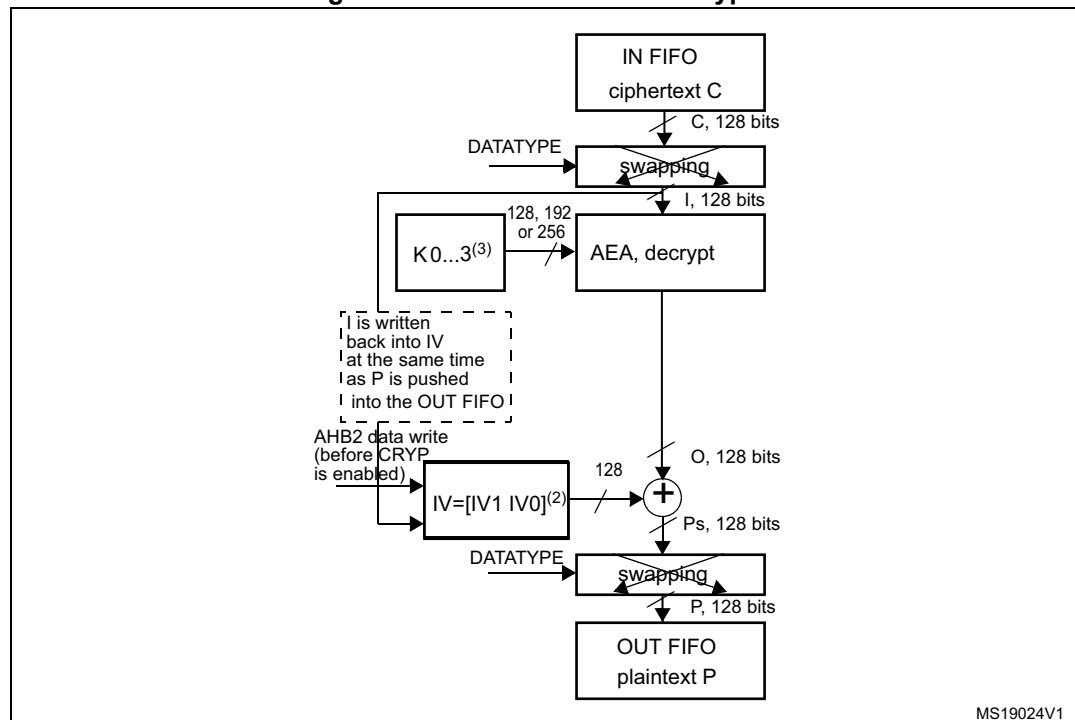 IN FIFO
ciphertext C
C, 128 bits
DATATYPE
swapping
I, 128 bits
128, 192
or 256
K 0...3(3)
AEA, decrypt
I is written
back into IV
at the same time
as P is pushed
into the OUT FIFO
AHB2 data write
(before CRYP
is enabled)
O, 128 bits
IV=[IV1 IV0](2)
128
+
Ps, 128 bits
DATATYPE
swapping
P, 128 bits
OUT FIFO
plaintext P
MS19024V1